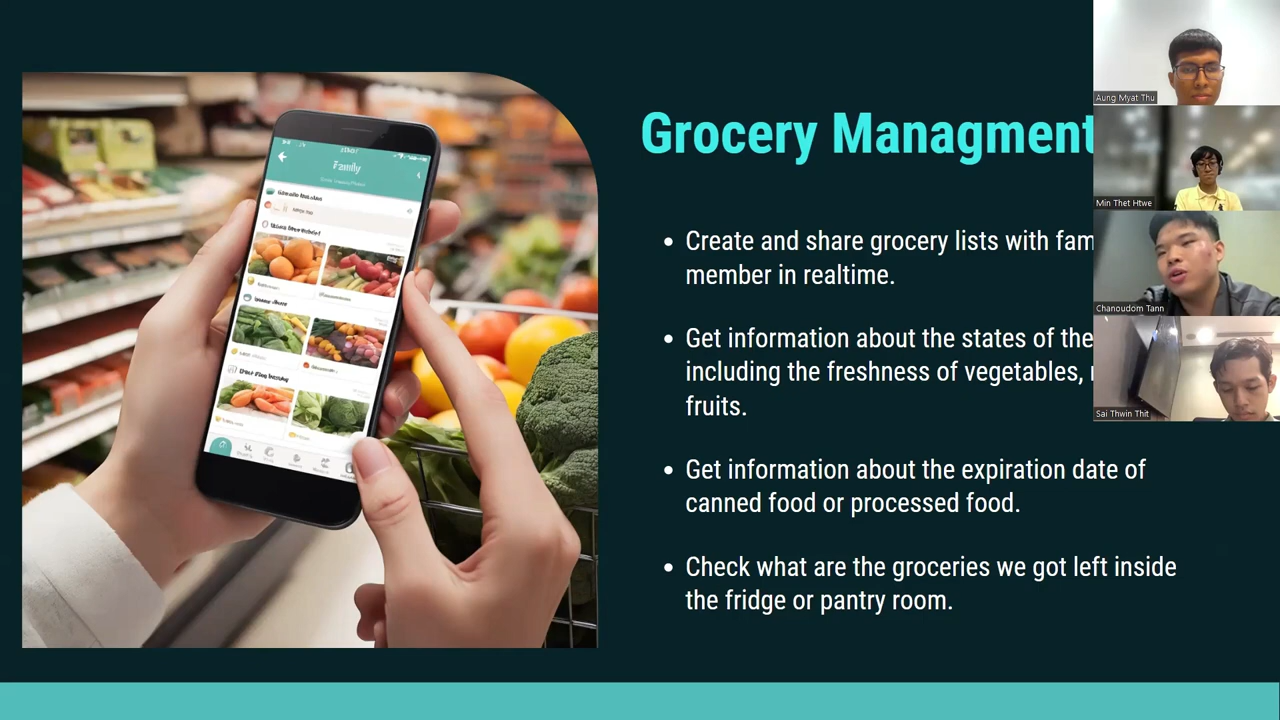 Grocery Managment
Create and share grocery lists with fam
member in realtime.
Get information about the states of the
including the freshness of vegetables,
fruits.
Get information about the expiration date of
canned food or processed food.
Check what are the groceries we got left inside
the fridge or pantry room.
Family
Aung Myat Thu
Min Thet Htwe
Chanoudom Tann
Sai Thwin Thit